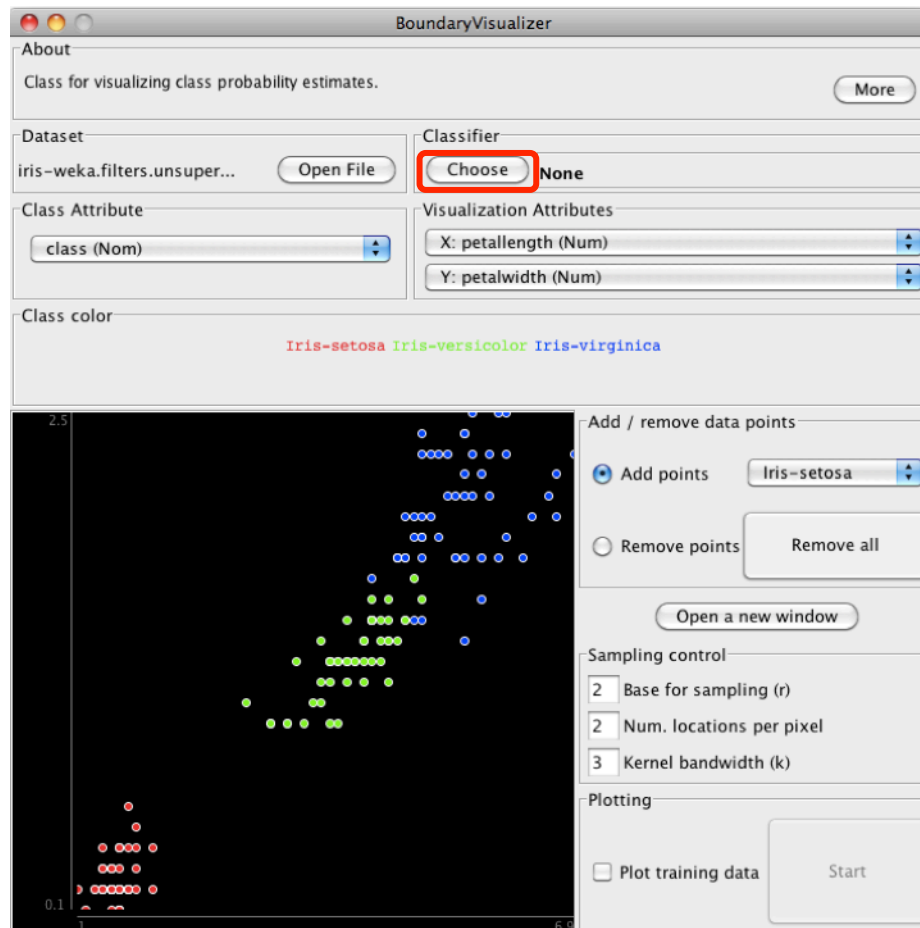 BoundaryVisualizer
About
Class for visualizing class probability estimates.
More
Dataset
iris-weka.filters.unsuper...
Open File
Classifier
Choose
None
Class Attribute
class (Nom)
Visualization Attributes
X: petallength (Num)
Y: petalwidth (Num)
Class color
Iris-setosa Iris-versicolor Iris-virginica
2.5
0.1
1
6.9
Add / remove data points
Add points
Iris-setosa
Remove points
Remove all
Open a new window
Sampling control
2 Base for sampling (r)
2 Num. locations per pixel
3 Kernel bandwidth (k)
Plotting
Plot training data
Start